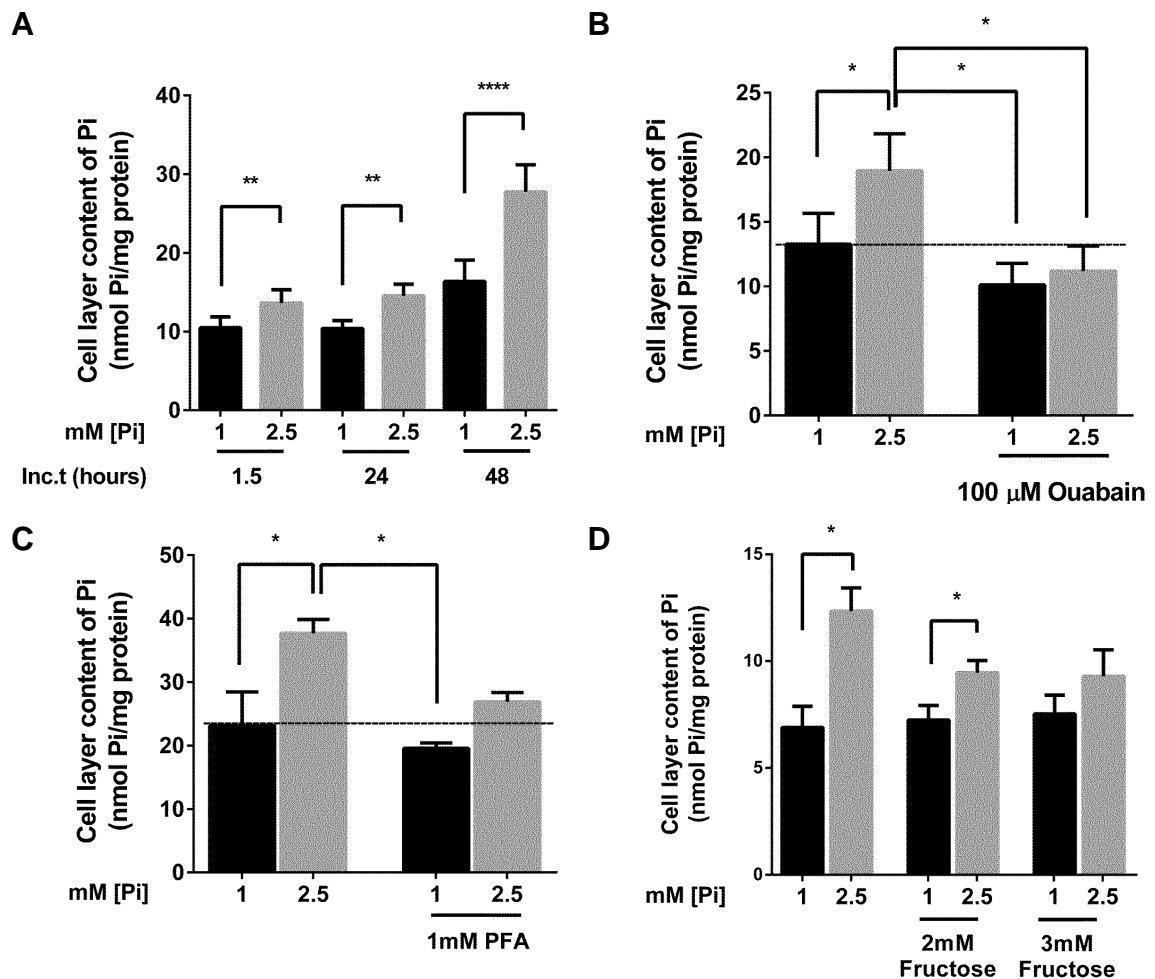 A
Cell layer content of Pi
(nmol Pi/mg protein)
40
30
20
10
0
**
**
****
mM [Pi]
1 2.5 1 2.5 1 2.5
Inc.t (hours) 1.5 24 48
B
Cell layer content of Pi
(nmol Pi/mg protein)
25
20
15
10
5
0
*
*
*
mM [Pi]
1 2.5 1 2.5
100 μM Ouabain
C
Cell layer content of Pi
(nmol Pi/mg protein)
50
40
30
20
10
0
*
*
mM [Pi] 1 2.5 1 2.5
1mM PFA
D
Cell layer content of Pi
(nmol Pi/mg protein)
15
10
5
0
*
*
mM [Pi] 1 2.5 1 2.5 1 2.5
2mM 3mM
Fructose Fructose